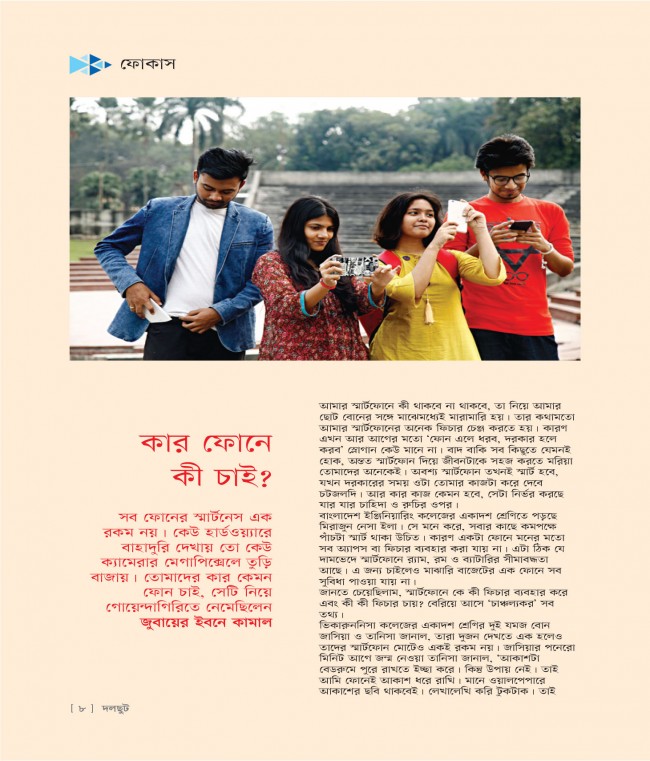 ফোকাস
কার ফোনে
কী চাই?
সব ফোনের স্মার্টনেস এক
রকম নয়। কেউ হার্ডওয়্যারে
বাহাদুরি দেখায় তো কেউ
ক্যামেরার মেগাপিক্সেলে তুড়ি
বাজায়। তোমাদের কার কেমন
ফোন চাই, সেটি নিয়ে
গোয়েন্দাগিরিতে নেমেছিলেন
জুবায়ের ইবনে কামাল
আমার স্মার্টফোনে কী থাকবে না থাকবে, তা নিয়ে আমার
ছোট বোনের সঙ্গে মাঝেমধ্যেই মারামারি হয়। তার কথামতো
আমার স্মার্টফোনের অনেক ফিচার চেঞ্জ করতে হয়। কারণ
এখন আর আগের মতো ‘ফোন এলে ধরব, দরকার হলে
করব’ স্লোগান কেউ মানে না। বাদ বাকি সব কিছুতে যেমনই
হোক, অন্তত স্মার্টফোন দিয়ে জীবনটাকে সহজ করতে মরিয়া
তোমাদের অনেকেই। অবশ্য স্মার্টফোন তখনই স্মার্ট হবে,
যখন দরকারের সময় ওটা তোমার কাজটা করে দেবে
চটজলদি। আর কার কাজ কেমন হবে, সেটা নির্ভর করছে
যার যার চাহিদা ও রুচির ওপর।
বাংলাদেশ ইঞ্জিনিয়ারিং কলেজের একাদশ শ্রেণিতে পড়ছে
মিরাজুন নেসা ইলা। সে মনে করে, সবার কাছে কমপক্ষে
পাঁচটা স্মার্ট থাকা উচিত। কারণ একটা ফোনে মনের মতো
সব অ্যাপস বা ফিচার ব্যবহার করা যায় না। এটা ঠিক যে
দামভেদে স্মার্টফোনে র‍্যাম, রম ও ব্যাটারির সীমাবদ্ধতা
আছে। এ জন্য চাইলেও মাঝারি বাজেটের এক ফোনে সব
সুবিধা পাওয়া যায় না।
জানতে চেয়েছিলাম, স্মার্টফোনে কে কী ফিচার ব্যবহার করে
এবং কী কী ফিচার চায়? বেরিয়ে আসে ‘চাঞ্চল্যকর’ সব
তথ্য।
ভিকারুননিসা কলেজের একাদশ শ্রেণির দুই যমজ বোন
জাসিয়া ও তানিসা জানাল, তারা দুজন দেখতে এক হলেও
তাদের স্মার্টফোন মোটেও একই রকম নয়। জাসিয়ার পনেরো
মিনিট আগে জন্ম নেওয়া তানিসা জানাল, ‘আকাশটা
বেডরুমে পূরে রাখতে ইচ্ছা করে। কিন্তু উপায় নেই। তাই
আমি ফোনেই আকাশ ধরে রাখি। মানে ওয়ালপেপারে
আকাশের ছবি থাকবেই। লেখালেখি করি টুকটাক। তাই
[ ৮ ] দলছুট